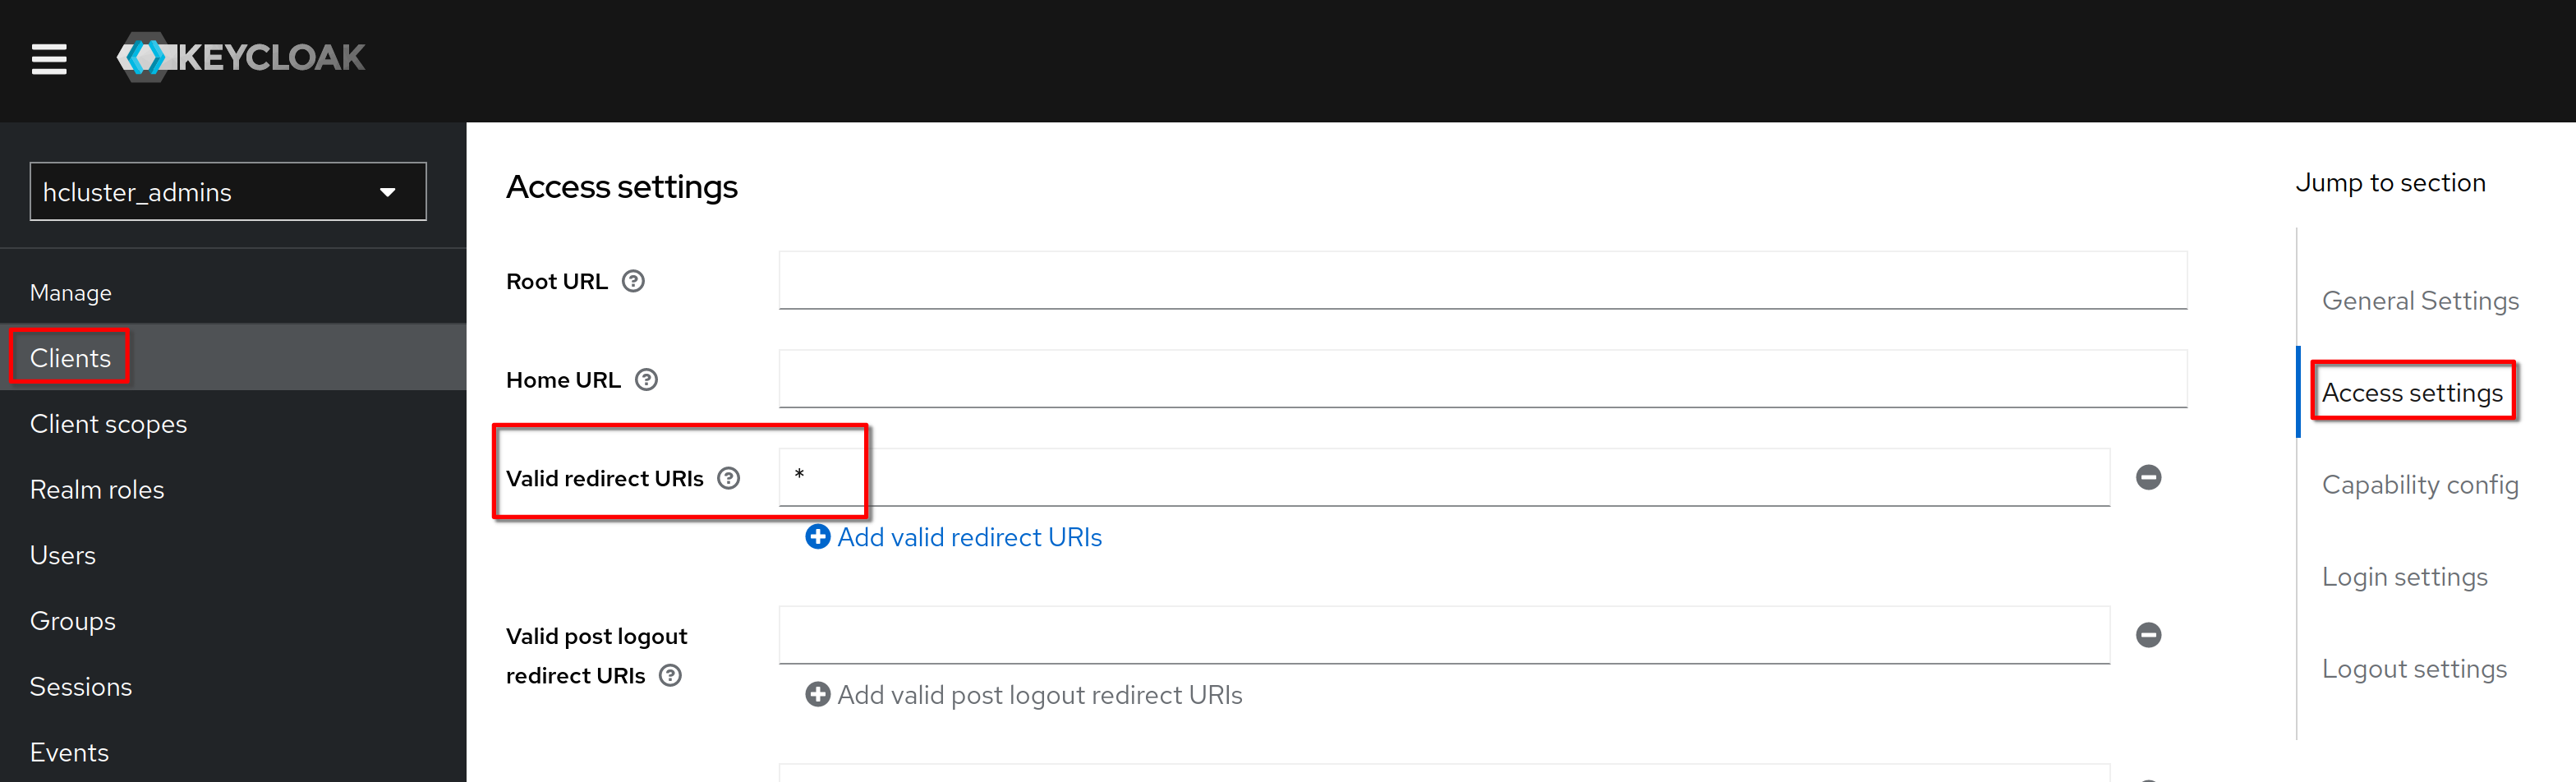 KEYCLOAK
hcluster_admins
Manage
Clients
Client scopes
Realm roles
Users
Groups
Sessions
Events
Access settings
Root URL
Home URL
Valid redirect URIs
*
Add valid redirect URIs
Valid post logout
redirect URIs
Add valid post logout redirect URIs
Jump to section
General Settings
Access settings
Capability config
Login settings
Logout settings